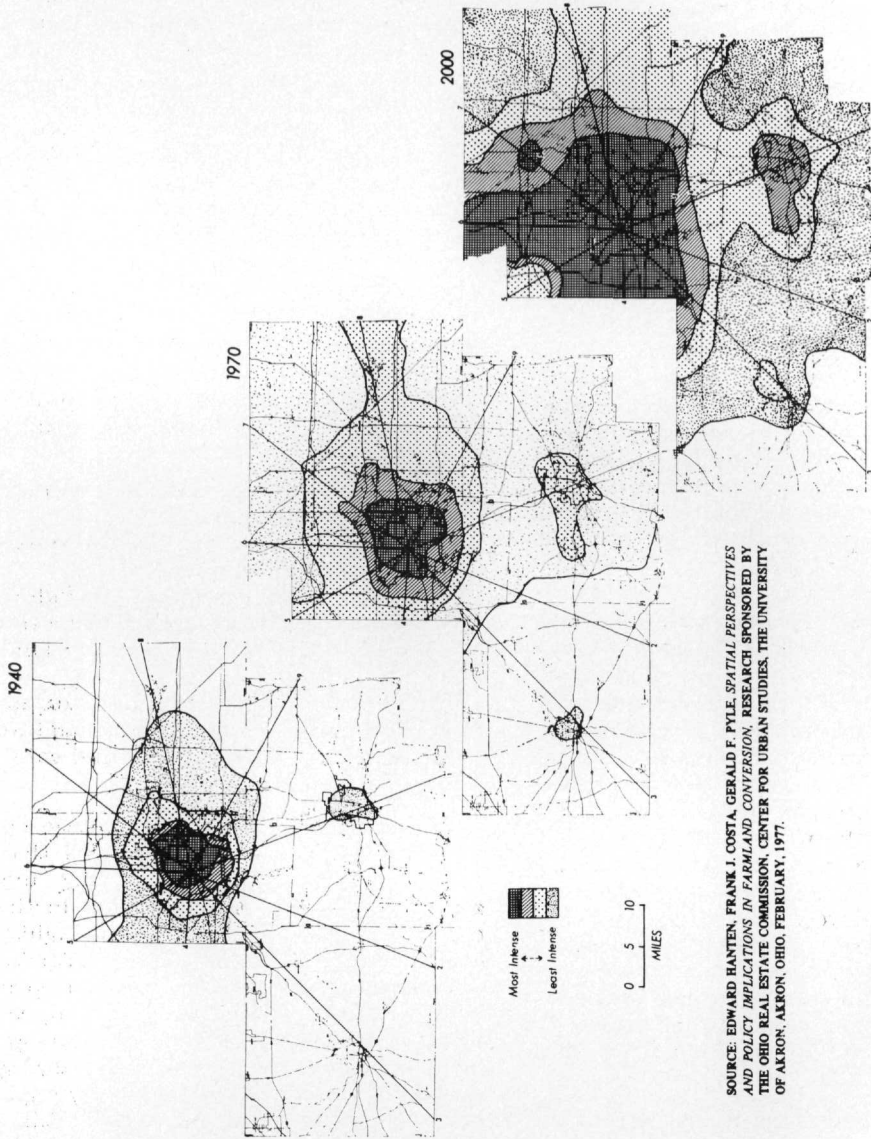 1940
1970
2000
Most Intense
Least Intense
0 5 10
MILES
SOURCE: EDWARD HANTEN, FRANK J. COSTA, GERALD F. PYLE, SPATIAL PERSPECTIVES
AND POLICY IMPLICATIONS IN FARMLAND CONVERSION, RESEARCH SPONSORED BY
THE OHIO REAL ESTATE COMMISSION, CENTER FOR URBAN STUDIES, THE UNIVERSITY
OF AKRON, AKRON, OHIO, FEBRUARY, 1977.